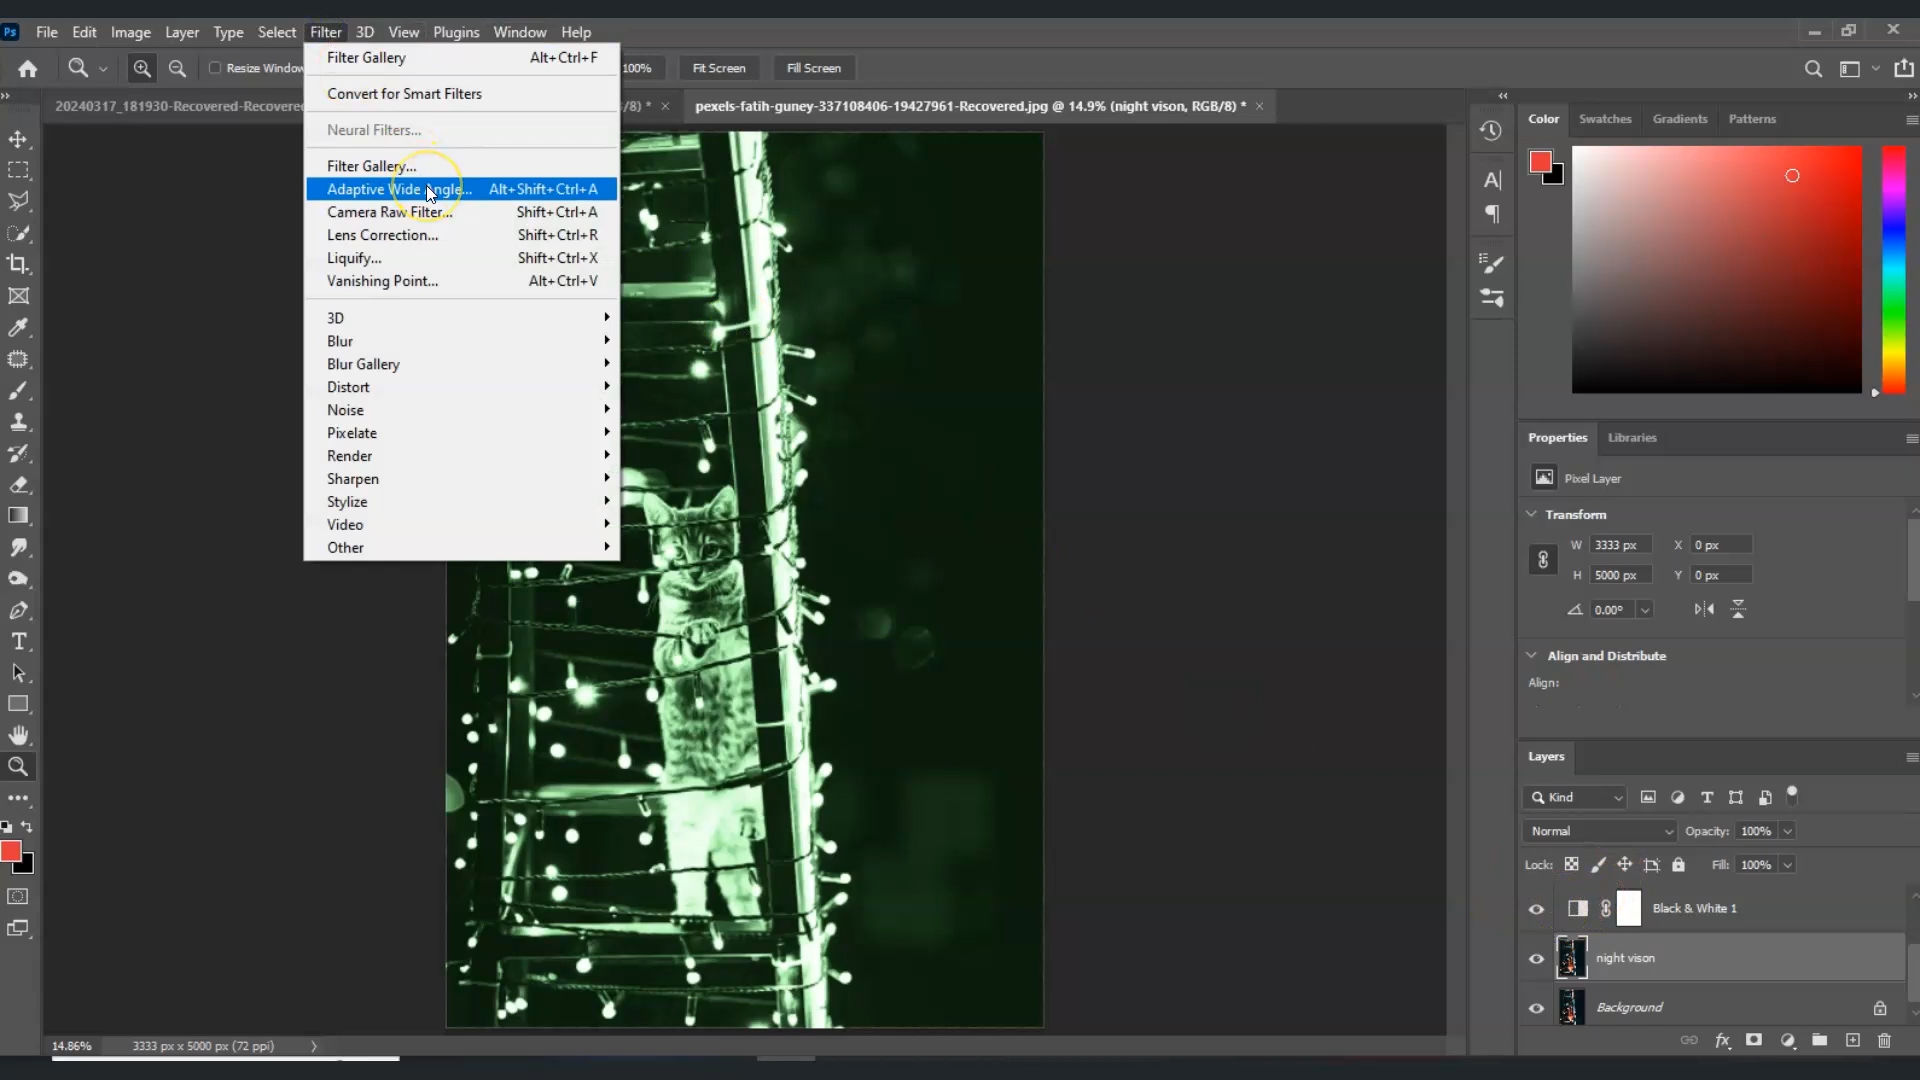 Ps File Edit Image Layer Type Select Filter 3D View Plugins Window Help
Resize Window
100%
Fit Screen
Fill Screen
20240317_181930-Recovered-Recovered
/8) * ×
pexels-fatih-guney-337108406-19427961-Recovered.jpg @ 14.9% (night vison, RGB/8) * ×
Filter Gallery Alt+Ctrl+F
Convert for Smart Filters
Neural Filters...
Filter Gallery...
Adaptive Wide Angle... Alt+Shift+Ctrl+A
Camera Raw Filter... Shift+Ctrl+A
Lens Correction... Shift+Ctrl+R
Liquify... Shift+Ctrl+X
Vanishing Point... Alt+Ctrl+V
3D
Blur
Blur Gallery
Distort
Noise
Pixelate
Render
Sharpen
Stylize
Video
Other
Color Swatches Gradients Patterns
Properties Libraries
Pixel Layer
Transform
W 3333 px X 0 px
H 5000 px Y 0 px
0.00°
Align and Distribute
Align:
Layers
Kind
Normal Opacity: 100%
Lock: Fill: 100%
Black & White 1
night vison
Background
fx
14.86% 3333 px x 5000 px (72 ppi)